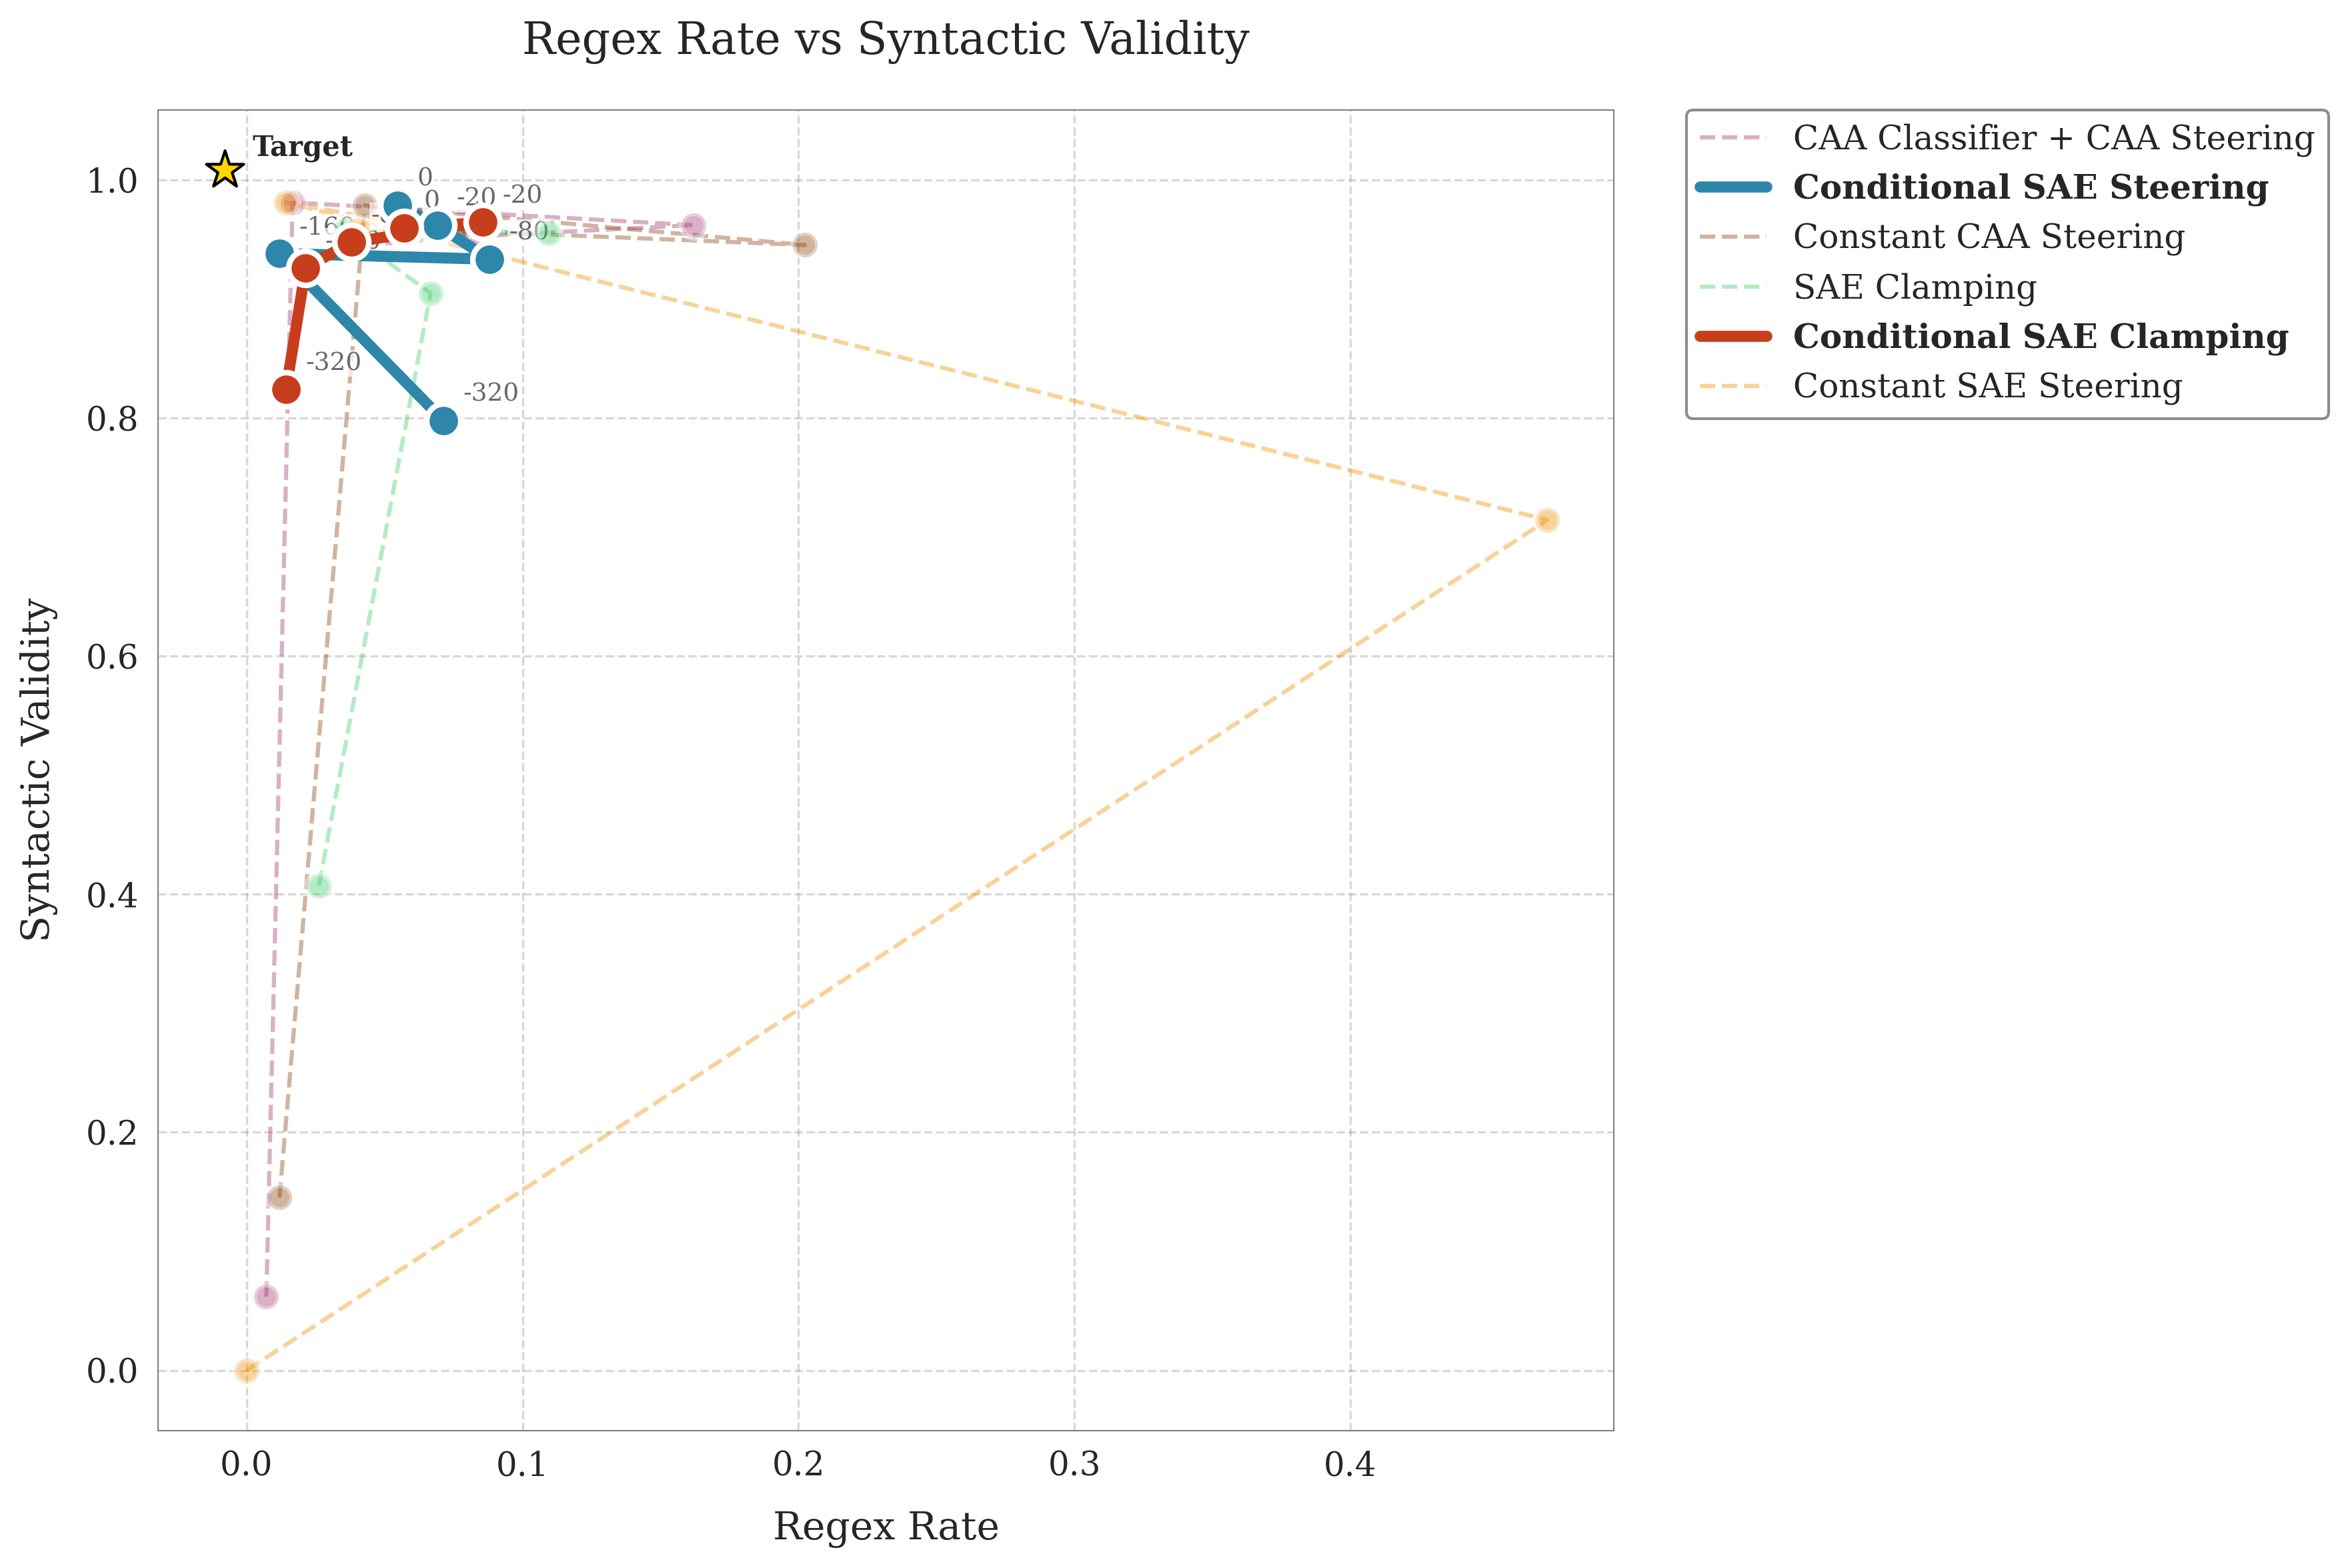 Regex Rate vs Syntactic Validity
Target
0
0
-20
-20
-80
-160
-320
-320
1.0
0.8
0.6
0.4
0.2
0.0
Syntactic Validity
0.0
0.1
0.2
0.3
0.4
Regex Rate
CAA Classifier + CAA Steering
Conditional SAE Steering
Constant CAA Steering
SAE Clamping
Conditional SAE Clamping
Constant SAE Steering